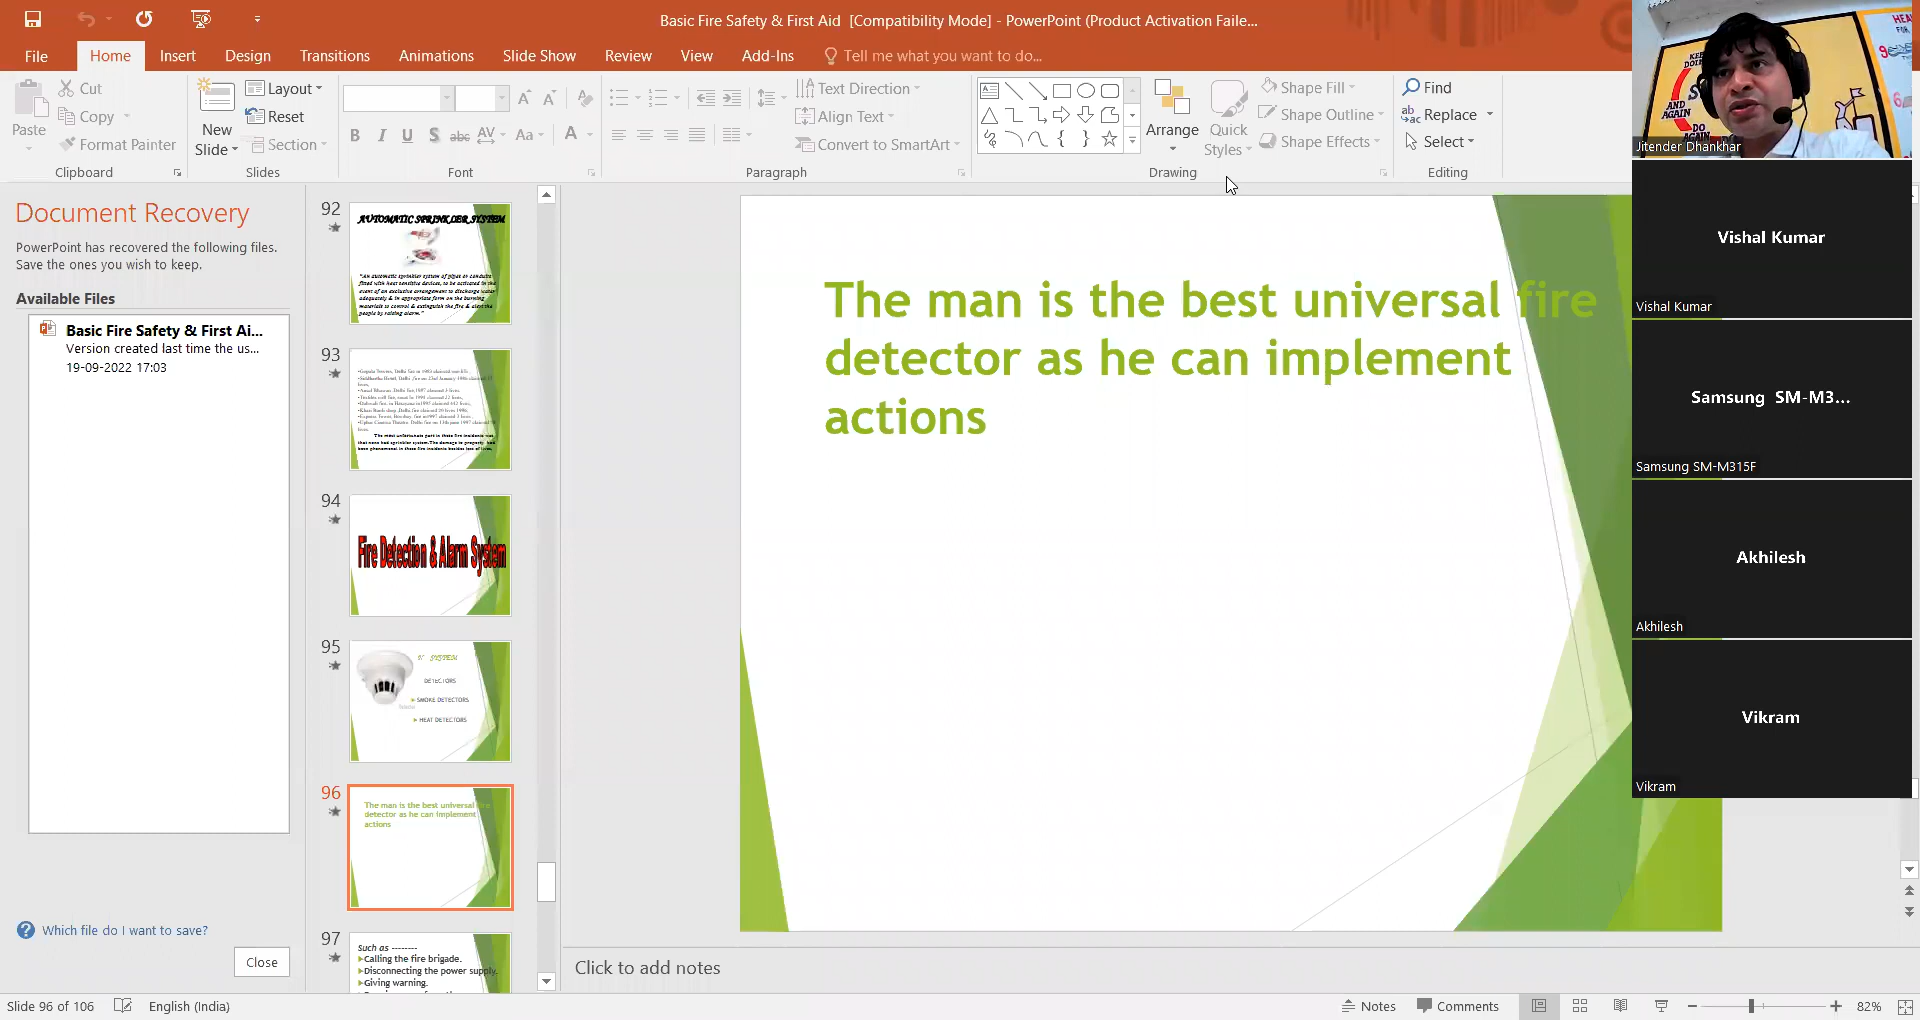 Basic Fire Safety & First Aid [Compatibility Mode] - PowerPoint (Product Activation Faile...
File Home Insert Design Transitions Animations Slide Show Review View Add-Ins Tell me what you want to do...
Paste
Cut
Copy
Format Painter
Clipboard
New
Slide
Layout
Reset
Section
Slides
B I U S abc AV Aa A
Font
Text Direction
Align Text
Convert to SmartArt
Paragraph
Arrange
Quick
Styles
Shape Fill
Shape Outline
Shape Effects
Drawing
Find
Replace
Select
Editing
Document Recovery
PowerPoint has recovered the following files.
Save the ones you wish to keep.
Available Files
Basic Fire Safety & First Ai...
Version created last time the us...
19-09-2022 17:03
Which file do I want to save?
Close
92
AUTOMATIC SPRINKLER SYSTEM
93
94
Fire Detection & Alarm System
95
SYSTEM
DETECTORS
SMOKE DETECTORS
HEAT DETECTORS
96
The man is the best universal fire
detector as he can implement
actions
97
Such as --------
Calling the fire brigade.
Disconnecting the power supply.
Giving warning.
The man is the best universal fire
detector as he can implement
actions
Click to add notes
AND
AGAIN
DO
AGAIN
Jitender Dhankhar
Vishal Kumar
Vishal Kumar
Samsung SM-M3...
Samsung SM-M315F
Akhilesh
Akhilesh
Vikram
Vikram
Slide 96 of 106 English (India) Notes Comments 82%